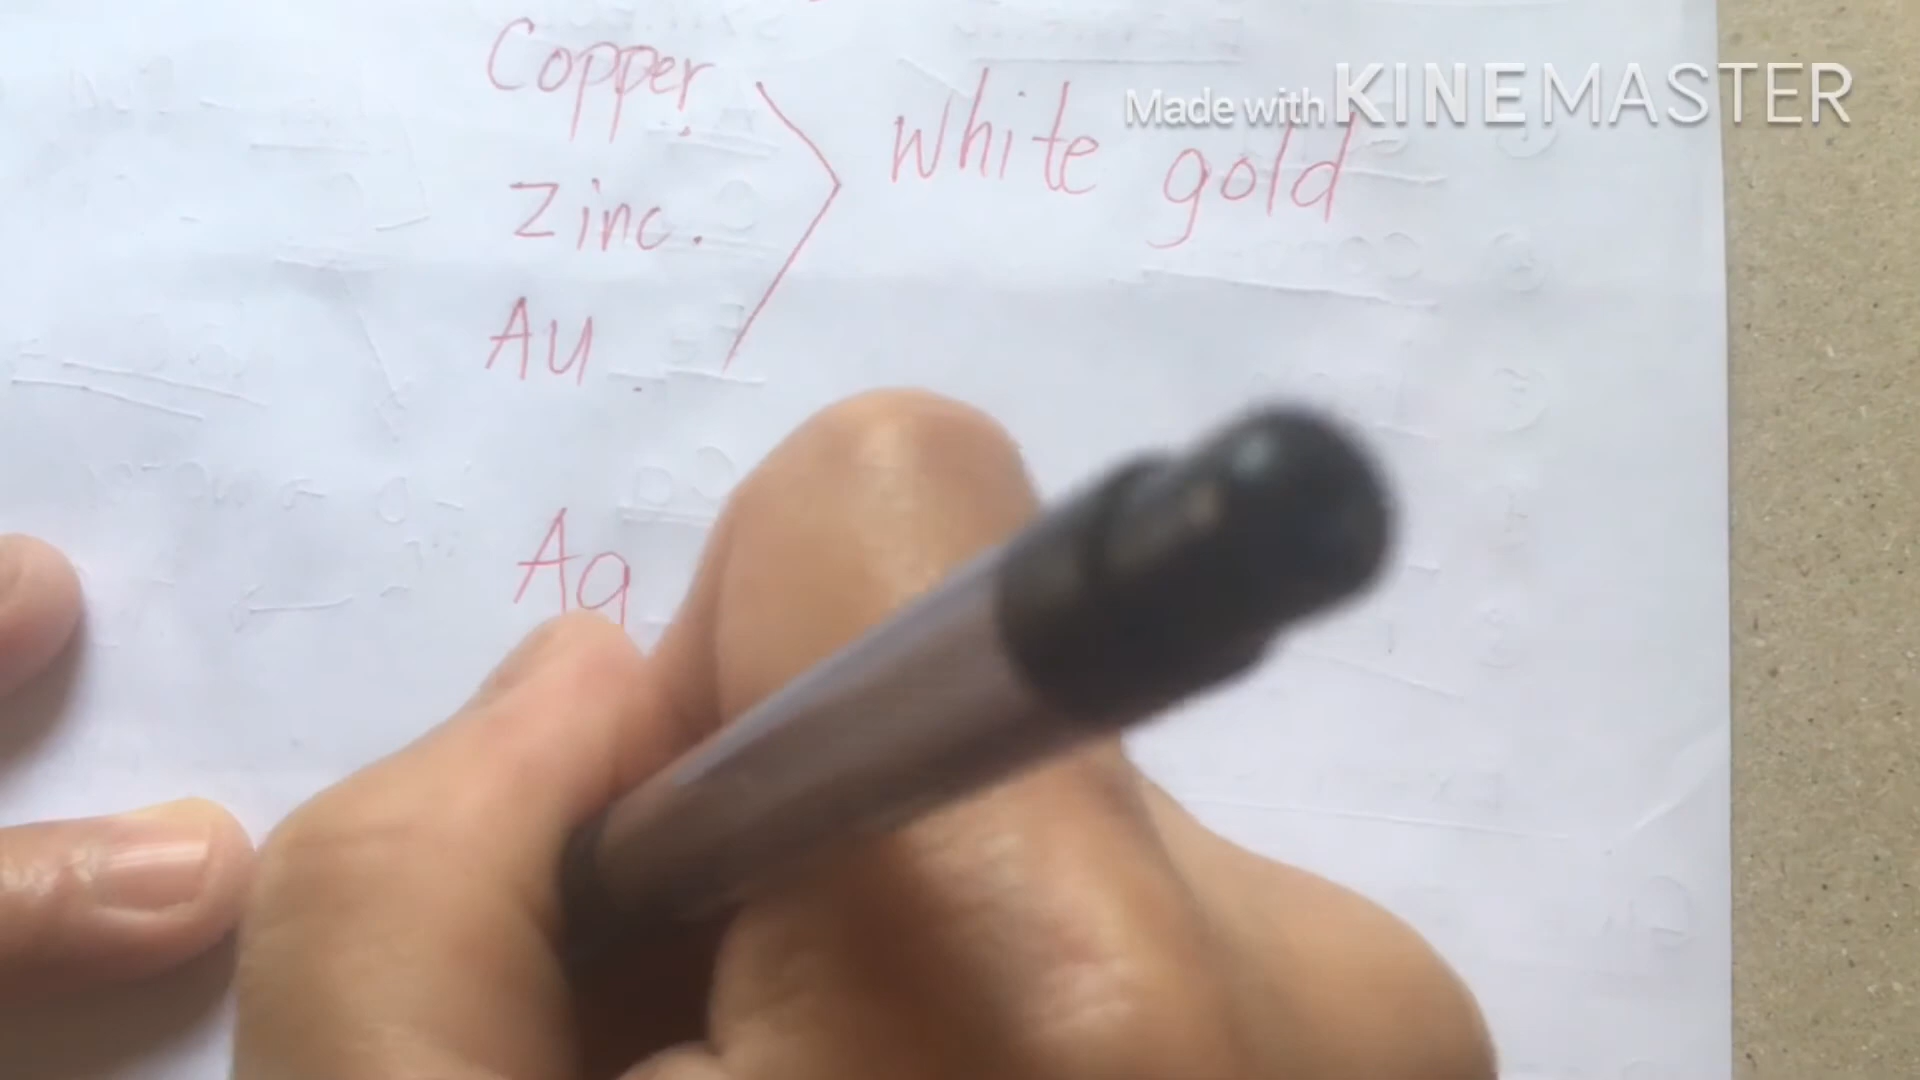 Copper
Zinc.
Au
White gold
Ag
Made with KINEMASTER